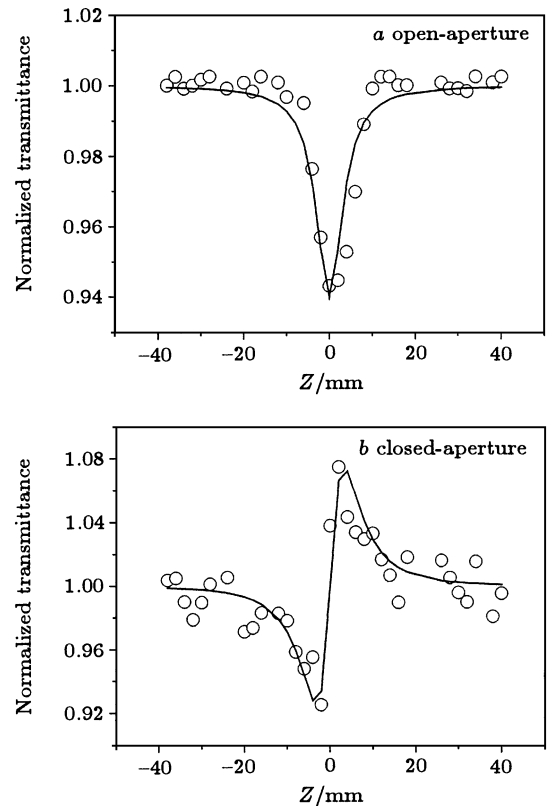 a open-aperture
Normalized transmittance
1.02
1.00
0.98
0.96
0.94
−40 −20 0 20 40
Z/mm
b closed-aperture
Normalized transmittance
1.08
1.04
1.00
0.96
0.92
−40 −20 0 20 40
Z/mm